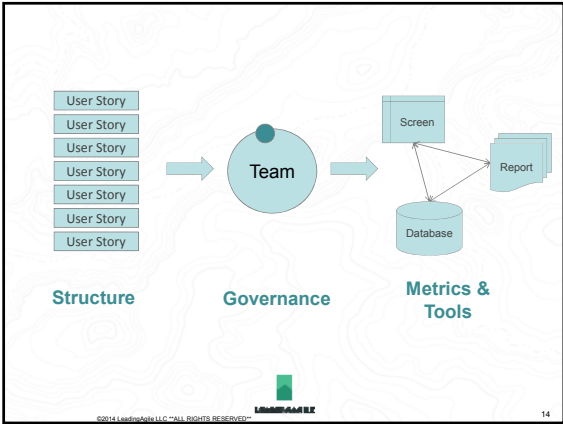 User Story
User Story
User Story
User Story
User Story
User Story
User Story
Team
Screen
Report
Database
Structure
Governance
Metrics &
Tools
©2014 LeadingAgile LLC **ALL RIGHTS RESERVED**
14